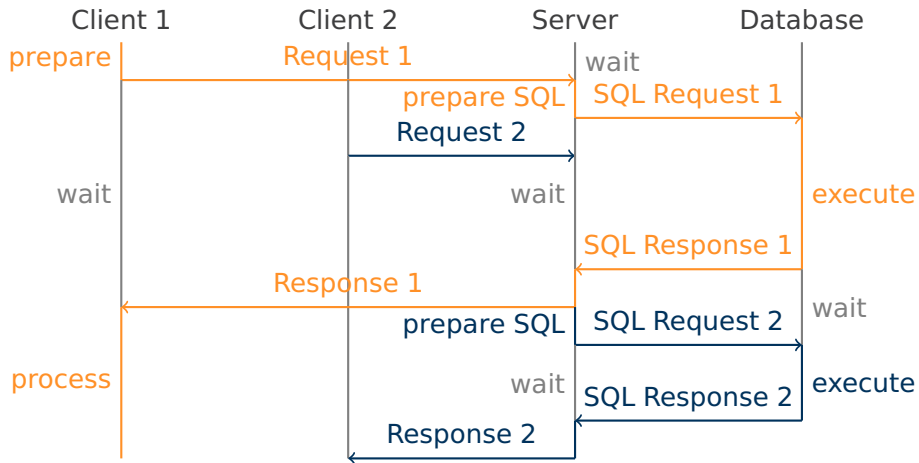 Client 1 Client 2 Server Database
prepare Request 1 wait
prepare SQL SQL Request 1
Request 2
wait wait execute
SQL Response 1
Response 1
prepare SQL SQL Request 2 wait
process wait SQL Response 2 execute
Response 2